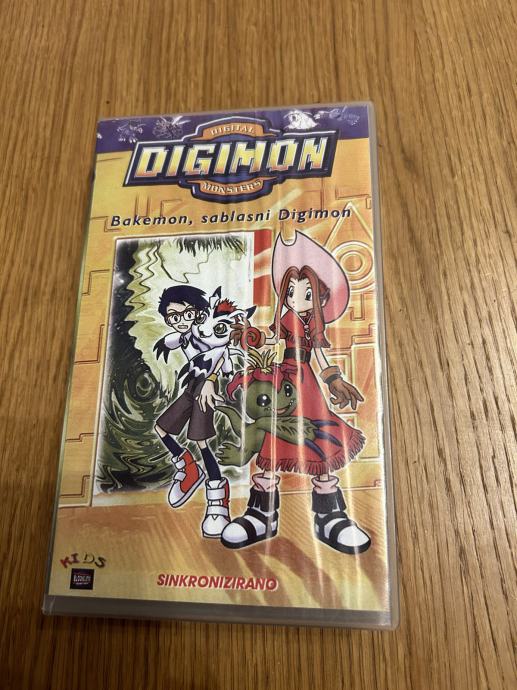 DIGITAL
DIGIMON
MONSTERS
Bakemon, sablasni Digimon
KIDS
SINKRONIZIRANO